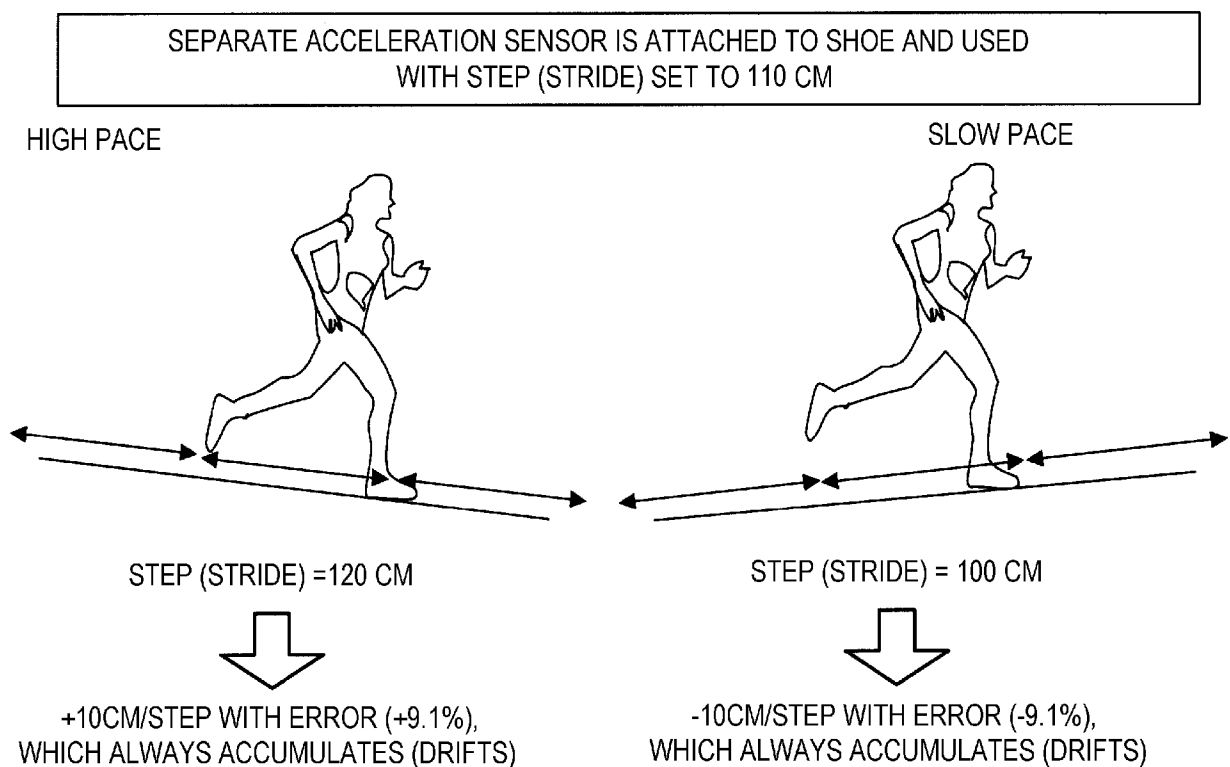 SEPARATE ACCELERATION SENSOR IS ATTACHED TO SHOE AND USED
WITH STEP (STRIDE) SET TO 110 CM
HIGH PACE
SLOW PACE
STEP (STRIDE) =120 CM
STEP (STRIDE) = 100 CM
+10CM/STEP WITH ERROR (+9.1%),
WHICH ALWAYS ACCUMULATES (DRIFTS)
-10CM/STEP WITH ERROR (-9.1%),
WHICH ALWAYS ACCUMULATES (DRIFTS)